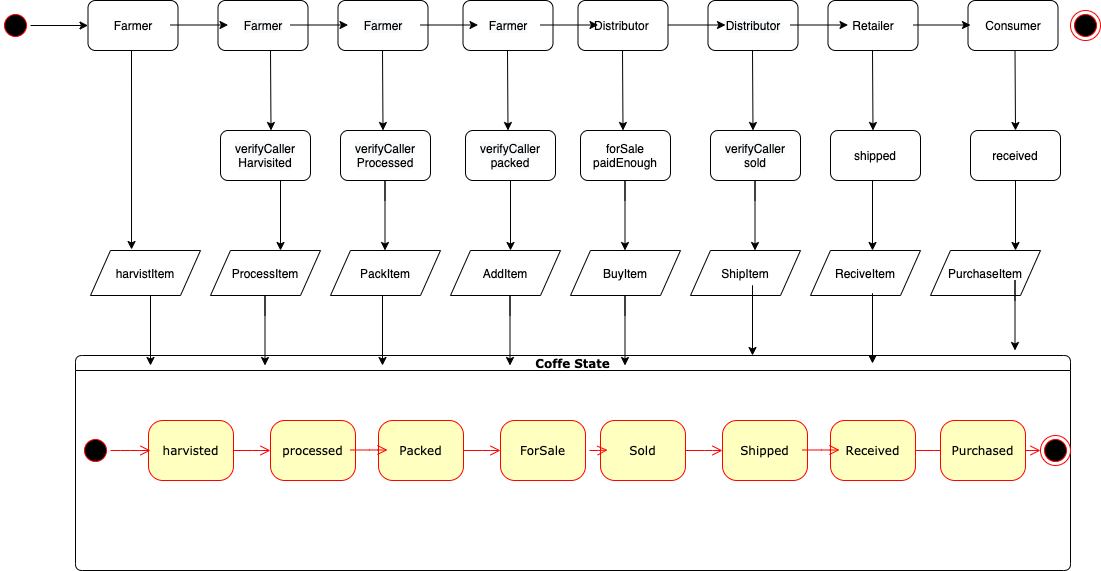 Farmer
Farmer
Farmer
Farmer
Distributor
Distributor
Retailer
Consumer
verifyCaller
Harvisited
verifyCaller
Processed
verifyCaller
packed
forSale
paidEnough
verifyCaller
sold
shipped
received
harvistItem
ProcessItem
PackItem
AddItem
BuyItem
ShipItem
ReciveItem
PurchaseItem
Coffe State
harvisted
processed
Packed
ForSale
Sold
Shipped
Received
Purchased